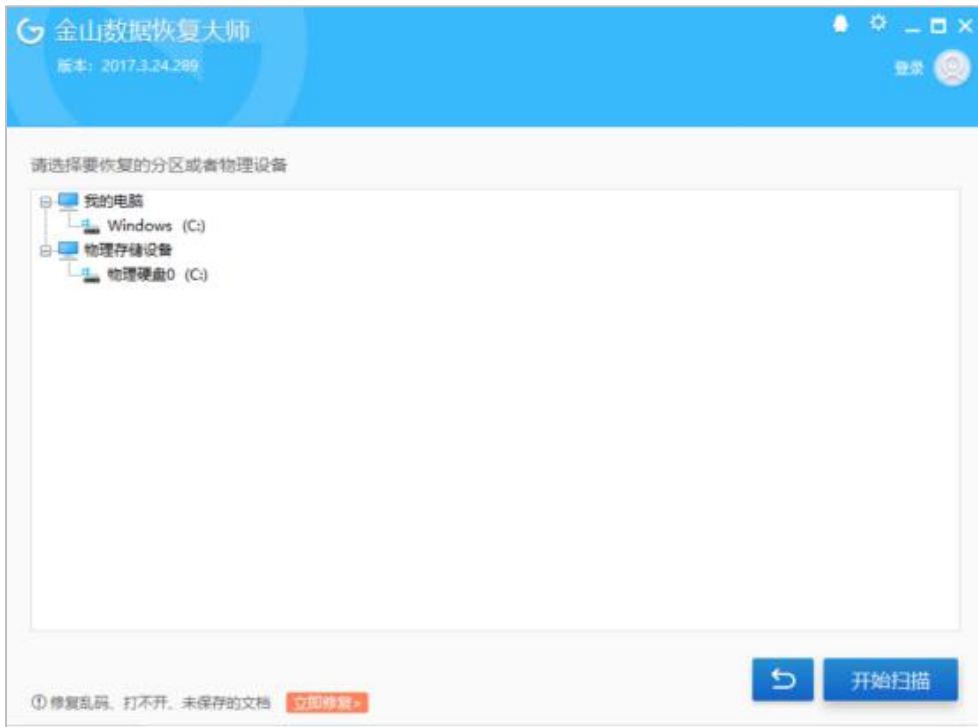 金山数据恢复大师
版本：2017.3.24.289
登录
请选择要恢复的分区或者物理设备
我的电脑
Windows (C:)
物理存储设备
物理硬盘0 (C:)
修复乱码、打不开、未保存的文档 立即修复»
开始扫描